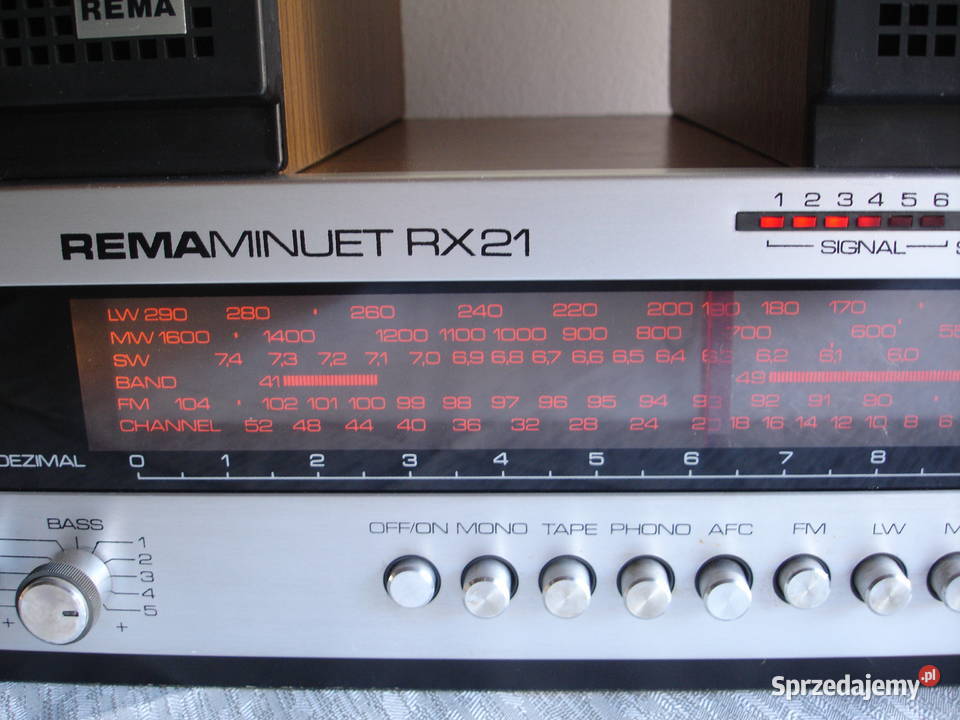 REMA
1 2 3 4 5 6
REMAMINUET RX21
SIGNAL
LW 290 280 260 240 220 200 190 180 170
MW 1600 1400 1200 1100 1000 900 800 700 600
SW 7,4 7,3 7,2 7,1 7,0 6,9 6,8 6,7 6,6 6,5 6,4 6,3 6,2 6,1 6,0
BAND 41 49
FM 104 102 101 100 99 98 97 96 95 94 93 92 91 90
CHANNEL 52 48 44 40 36 32 28 24 20 18 16 14 12 10 8 6
DEZIMAL 0 1 2 3 4 5 6 7 8
BASS
OFF/ON MONO TAPE PHONO AFC FM LW
1
2
3
4
5
+ +
Sprzedajemy.pl